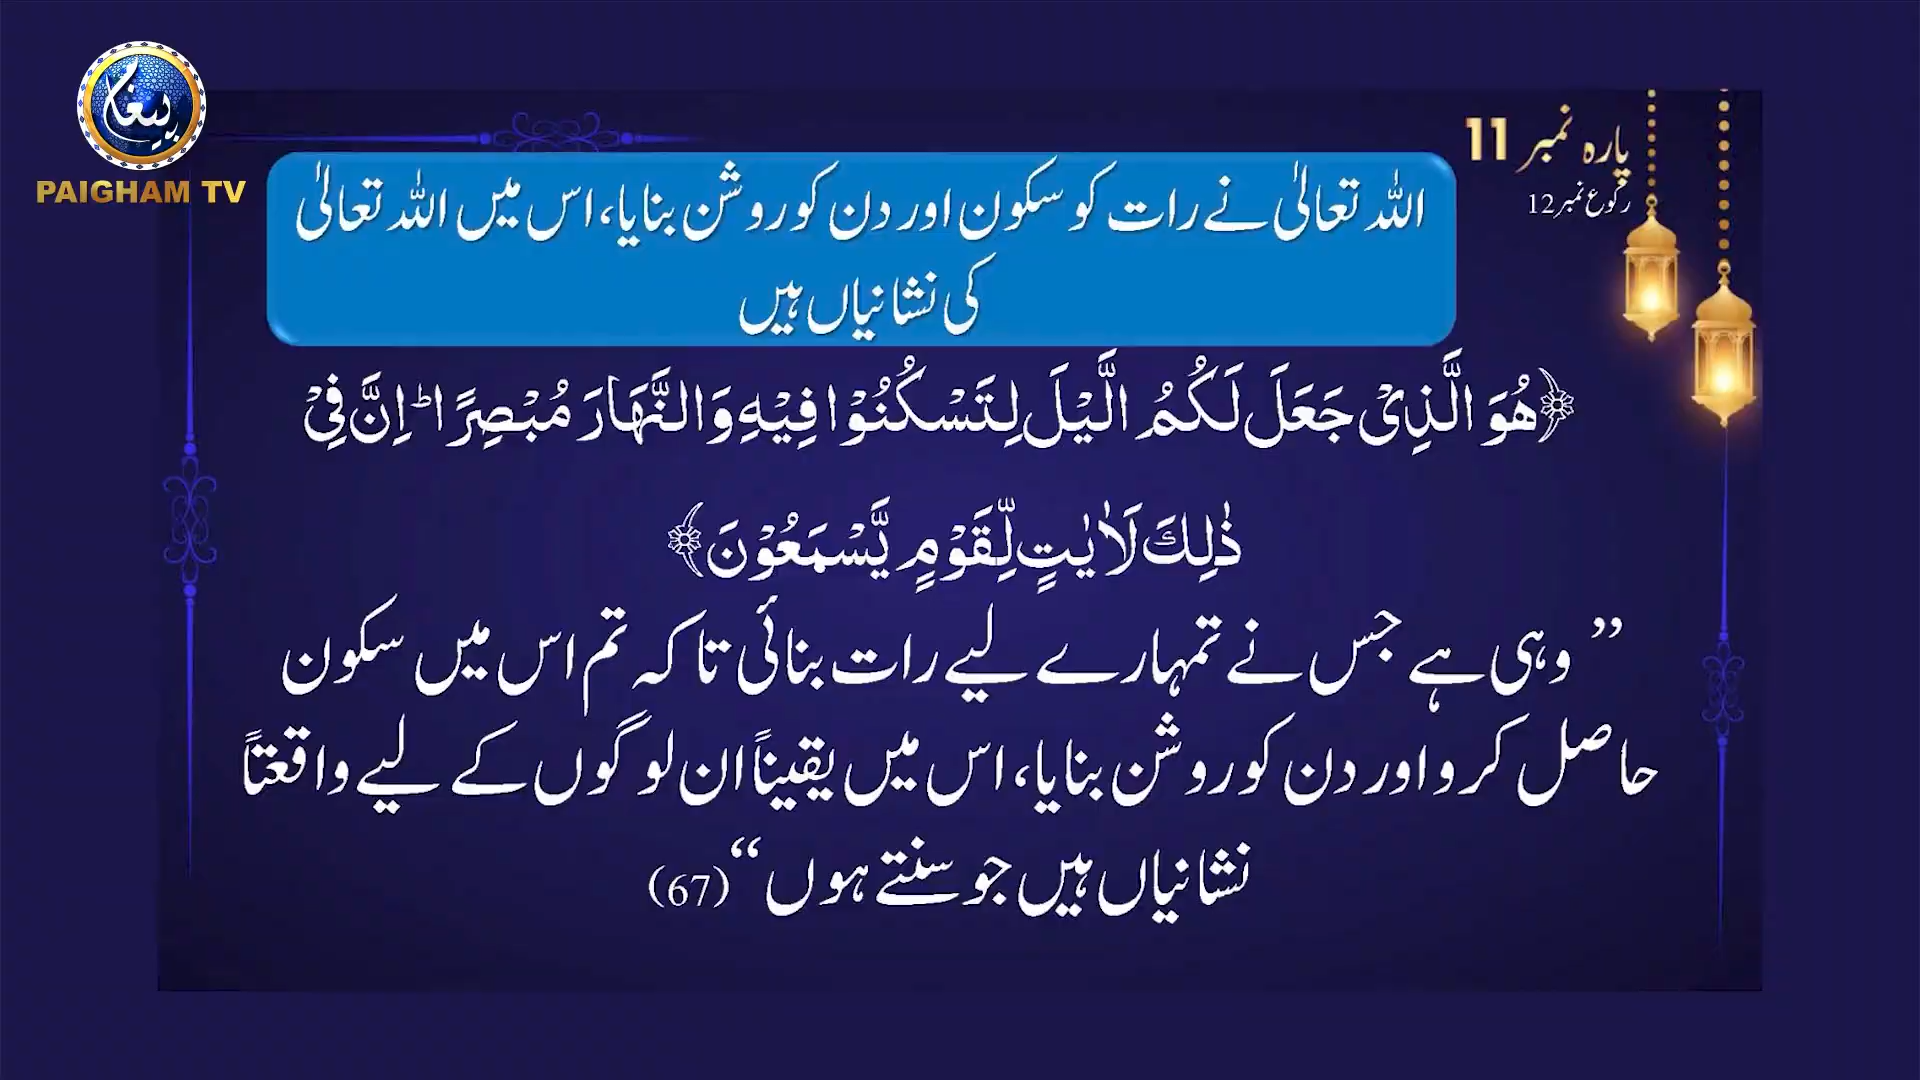 پیغام
PAIGHAM TV
پارہ نمبر 11
رکوع نمبر 12
اللہ تعالیٰ نے رات کو سکون اور دن کو روشن بنایا، اس میں اللہ تعالیٰ
کی نشانیاں ہیں
﴿هُوَ الَّذِیْ جَعَلَ لَكُمُ الَّیْلَ لِتَسْكُنُوْا فِیْهِ وَالنَّهَارَ مُبْصِرًا ؕ اِنَّ فِیْ
ذٰلِكَ لَاٰیٰتٍ لِّقَوْمٍ یَّسْمَعُوْنَ﴾
”وہی ہے جس نے تمہارے لیے رات بنائی تاکہ تم اس میں سکون
حاصل کرو اور دن کو روشن بنایا، اس میں یقیناً ان لوگوں کے لیے واقعتاً
نشانیاں ہیں جو سنتے ہوں“ (67)